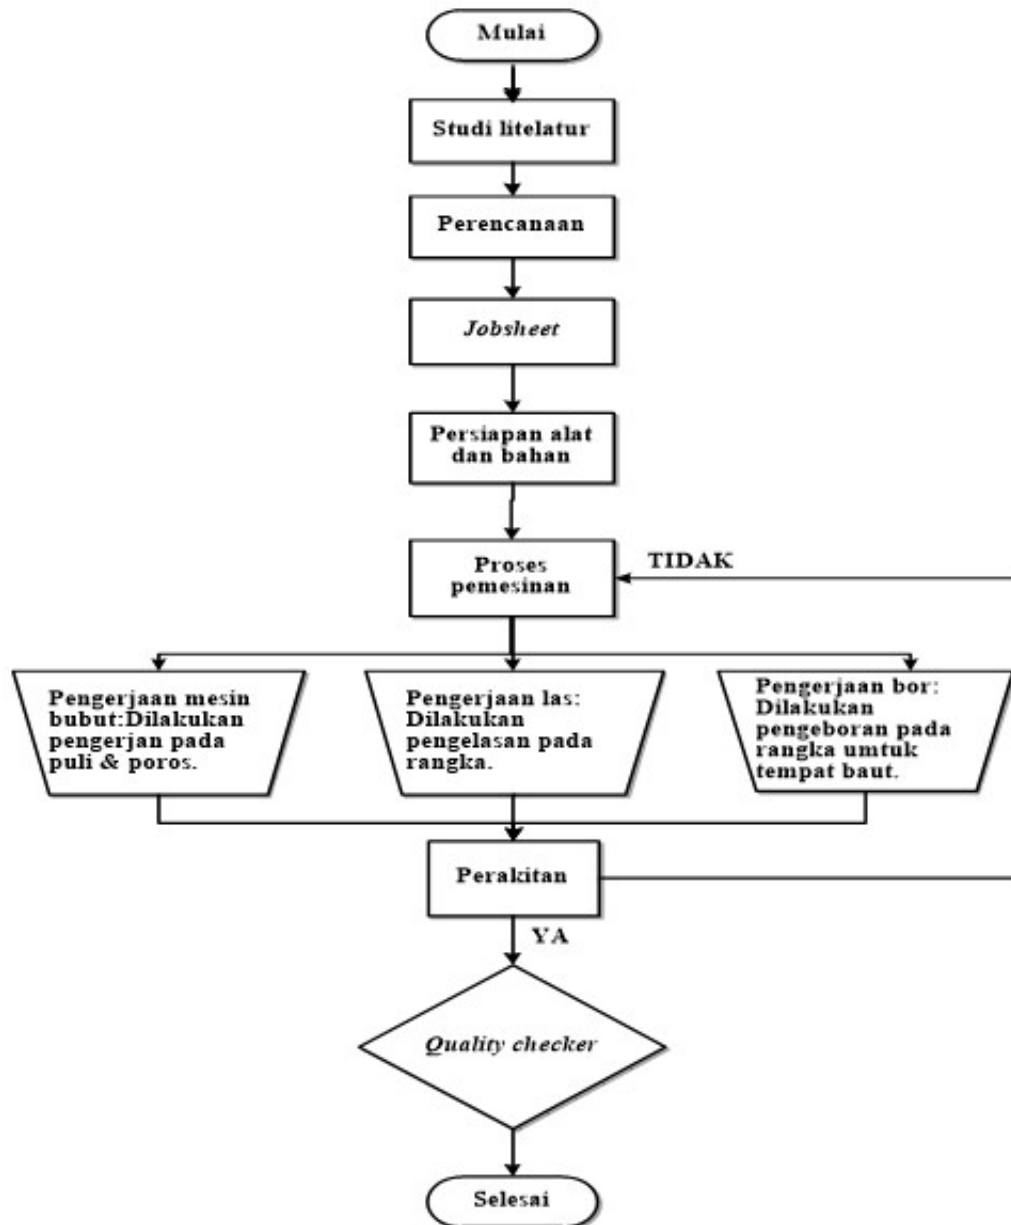 Mulai
Studi litelatur
Perencanaan
Jobsheet
Persiapan alat
dan bahan
Proses
pemesinan
TIDAK
Pengerjaan mesin
bubut:Dilakukan
pengerjan pada
puli & poros.
Pengerjaan las:
Dilakukan
pengelasan pada
rangka.
Pengerjaan bor:
Dilakukan
pengeboran pada
rangka umtuk
tempat baut.
Perakitan
YA
Quality checker
Selesai